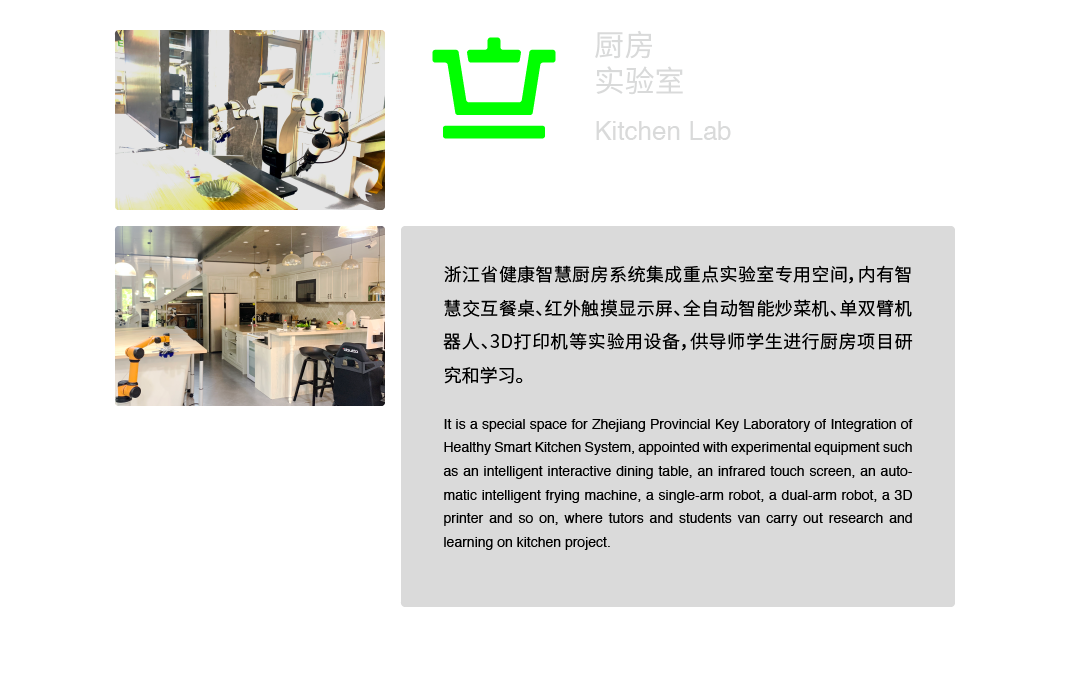 厨房
实验室
Kitchen Lab
浙江省健康智慧厨房系统集成重点实验室专用空间，内有智
慧交互餐桌、红外触摸显示屏、全自动智能炒菜机、单双臂机
器人、3D打印机等实验用设备，供导师学生进行厨房项目研
究和学习。
It is a special space for Zhejiang Provincial Key Laboratory of Integration of
Healthy Smart Kitchen System, appointed with experimental equipment such
as an intelligent interactive dining table, an infrared touch screen, an auto-
matic intelligent frying machine, a single-arm robot, a dual-arm robot, a 3D
printer and so on, where tutors and students van carry out research and
learning on kitchen project.